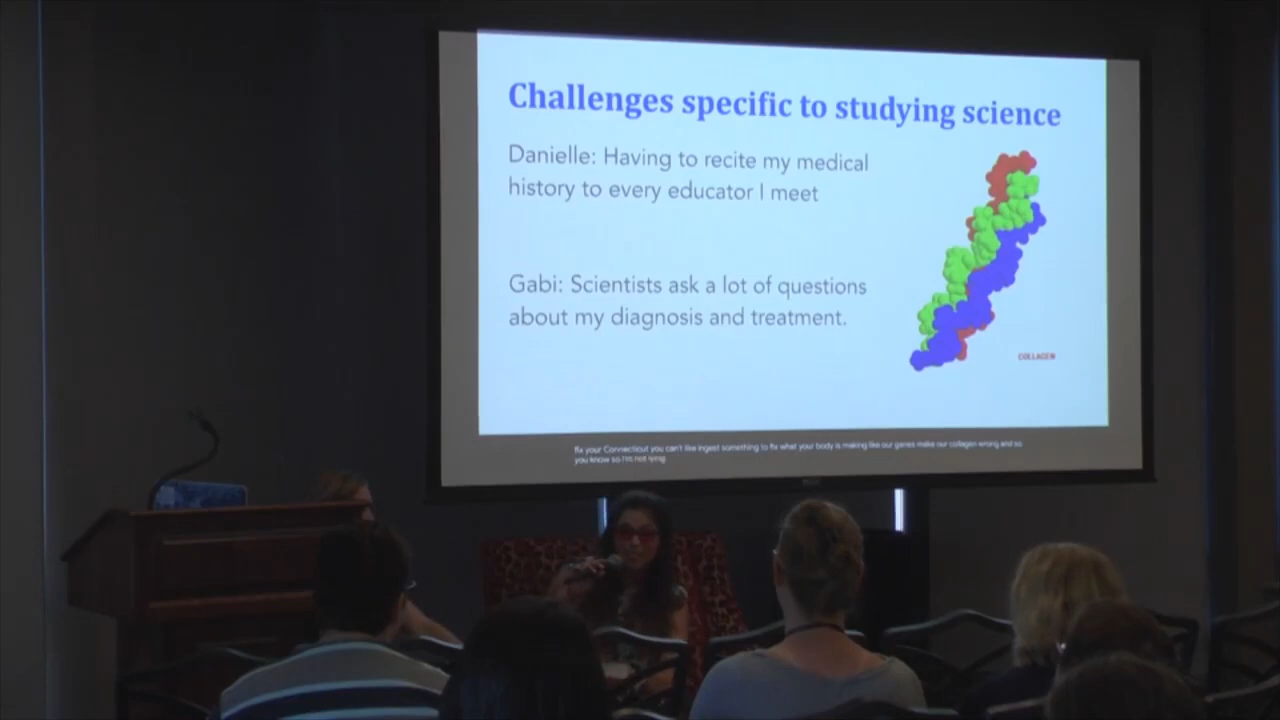 Challenges specific to studying science
Danielle: Having to recite my medical
history to every educator I meet
Gabi: Scientists ask a lot of questions
about my diagnosis and treatment.
COLLAGEN
fix your Connecticut you can't like ingest something to fix what your body is making like our genes make our collagen wrong and so
you know so I'm not lying